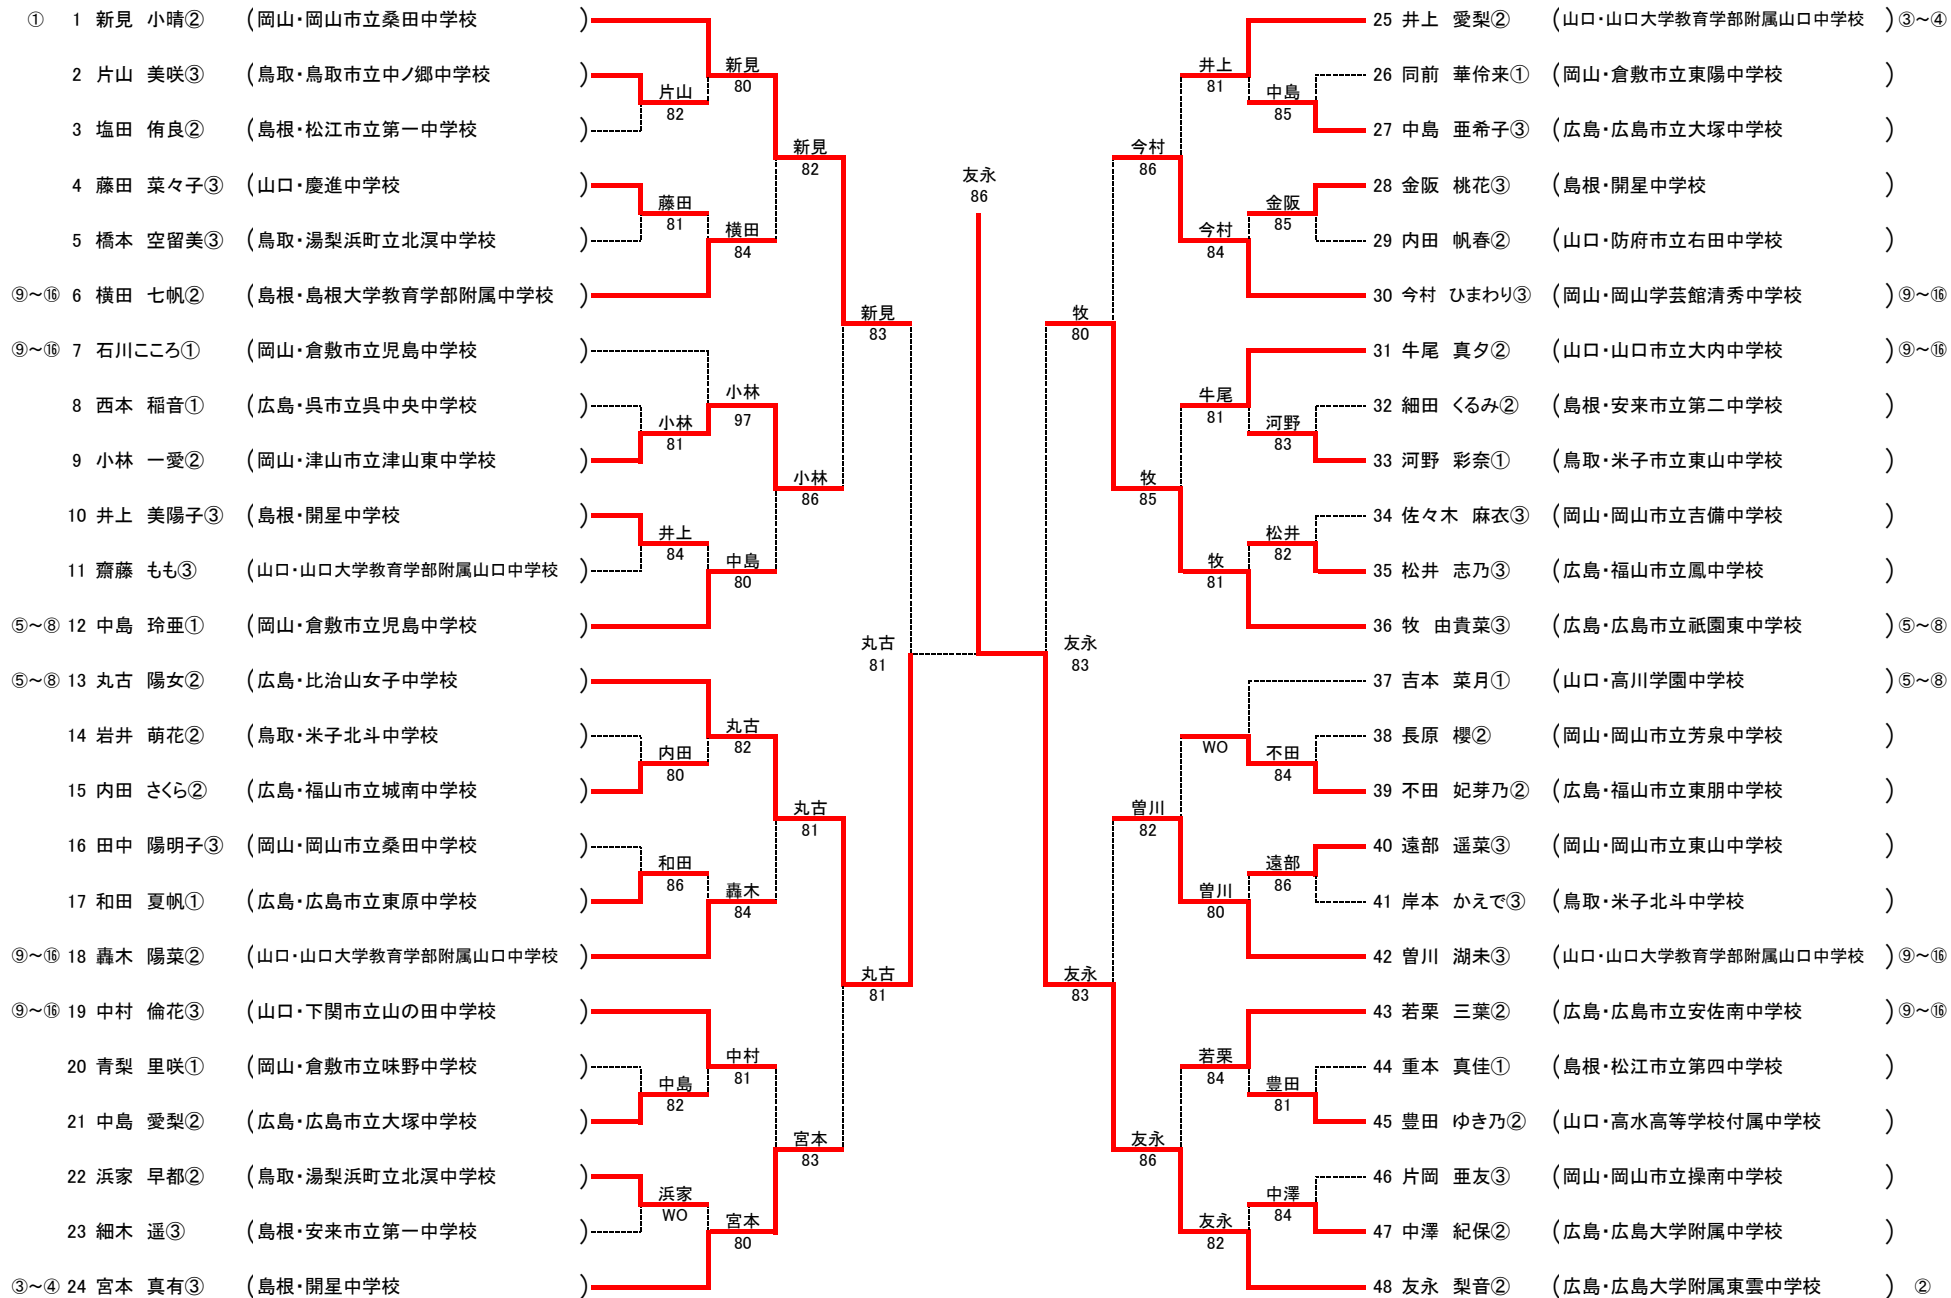 ① 1 新見 小晴② (岡山・岡山市立桑田中学校)
2 片山 美咲③ (鳥取・鳥取市立中ノ郷中学校)
3 塩田 侑良② (島根・松江市立第一中学校)
4 藤田 菜々子③ (山口・慶進中学校)
5 橋本 空留美③ (鳥取・湯梨浜町立北溟中学校)
⑨~⑯ 6 横田 七帆② (島根・島根大学教育学部附属中学校)
⑨~⑯ 7 石川こころ① (岡山・倉敷市立児島中学校)
8 西本 稲音① (広島・呉市立呉中央中学校)
9 小林 一愛② (岡山・津山市立津山東中学校)
10 井上 美陽子③ (島根・開星中学校)
11 齋藤 もも③ (山口・山口大学教育学部附属山口中学校)
⑤~⑧ 12 中島 玲亜① (岡山・倉敷市立児島中学校)
⑤~⑧ 13 丸古 陽女② (広島・比治山女子中学校)
14 岩井 萌花② (鳥取・米子北斗中学校)
15 内田 さくら② (広島・福山市立城南中学校)
16 田中 陽明子③ (岡山・岡山市立桑田中学校)
17 和田 夏帆① (広島・広島市立東原中学校)
⑨~⑯ 18 轟木 陽菜② (山口・山口大学教育学部附属山口中学校)
⑨~⑯ 19 中村 倫花③ (山口・下関市立山の田中学校)
20 青梨 里咲① (岡山・倉敷市立味野中学校)
21 中島 愛梨② (広島・広島市立大塚中学校)
22 浜家 早都② (鳥取・湯梨浜町立北溟中学校)
23 細木 遥③ (島根・安来市立第一中学校)
③~④ 24 宮本 真有③ (島根・開星中学校)
片山
82
藤田
81
小林
81
井上
84
内田
80
和田
86
中島
82
浜家
WO
新見
80
横田
84
小林
97
中島
80
丸古
82
轟木
84
中村
81
宮本
80
新見
82
小林
86
丸古
81
宮本
83
新見
83
丸古
81
丸古
81
友永
86
友永
83
牧
80
友永
83
今村
86
牧
85
曽川
82
友永
86
井上
81
今村
84
牛尾
81
牧
81
WO
曽川
80
若栗
84
友永
82
中島
85
金阪
85
河野
83
松井
82
不田
84
遠部
86
豊田
81
中澤
84
25 井上 愛梨② (山口・山口大学教育学部附属山口中学校) ③~④
26 同前 華伶来① (岡山・倉敷市立東陽中学校)
27 中島 亜希子③ (広島・広島市立大塚中学校)
28 金阪 桃花③ (島根・開星中学校)
29 内田 帆春② (山口・防府市立右田中学校)
30 今村 ひまわり③ (岡山・岡山学芸館清秀中学校) ⑨~⑯
31 牛尾 真夕② (山口・山口市立大内中学校) ⑨~⑯
32 細田 くるみ② (島根・安来市立第二中学校)
33 河野 彩奈① (鳥取・米子市立東山中学校)
34 佐々木 麻衣③ (岡山・岡山市立吉備中学校)
35 松井 志乃③ (広島・福山市立鳳中学校)
36 牧 由貴菜③ (広島・広島市立祇園東中学校) ⑤~⑧
37 吉本 菜月① (山口・高川学園中学校) ⑤~⑧
38 長原 櫻② (岡山・岡山市立芳泉中学校)
39 不田 妃芽乃② (広島・福山市立東朋中学校)
40 遠部 遥菜③ (岡山・岡山市立東山中学校)
41 岸本 かえで③ (鳥取・米子北斗中学校)
42 曽川 湖未③ (山口・山口大学教育学部附属山口中学校) ⑨~⑯
43 若栗 三葉② (広島・広島市立安佐南中学校) ⑨~⑯
44 重本 真佳① (島根・松江市立第四中学校)
45 豊田 ゆき乃② (山口・高水高等学校付属中学校)
46 片岡 亜友③ (岡山・岡山市立操南中学校)
47 中澤 紀保② (広島・広島大学附属中学校)
48 友永 梨音② (広島・広島大学附属東雲中学校) ②